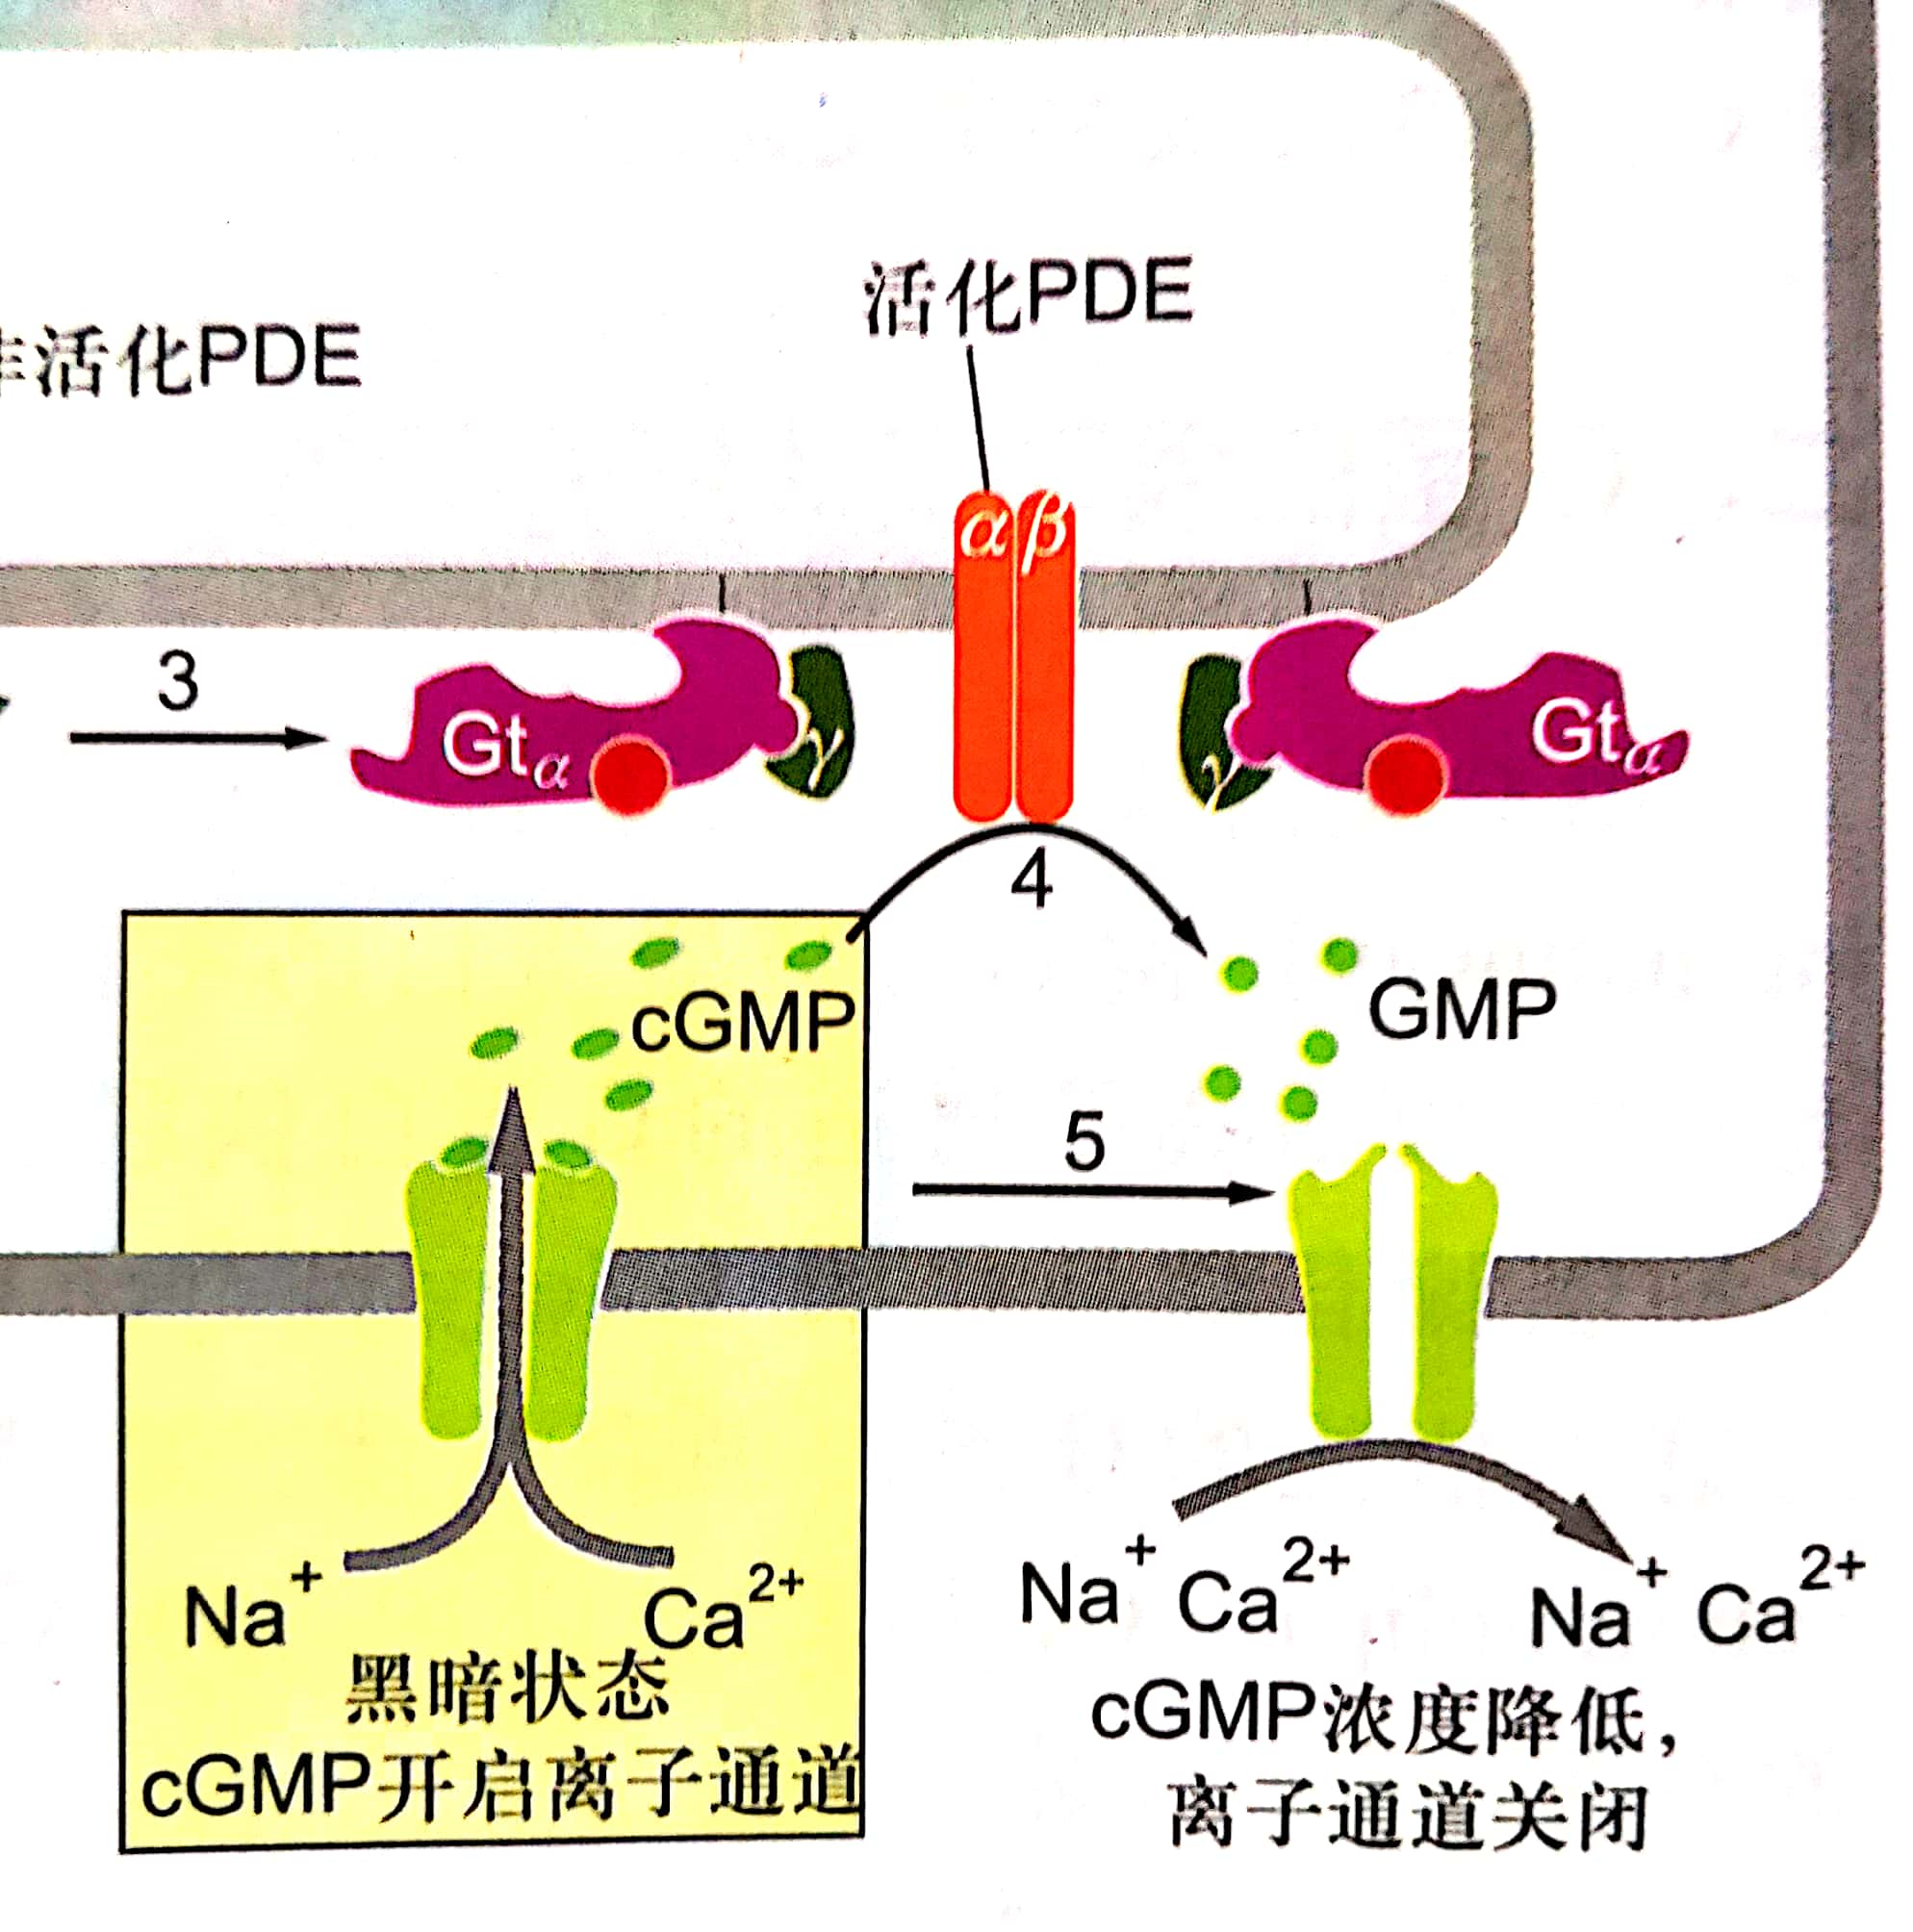 活化PDE
非活化PDE
α β
3
Gtα
γ
γ
Gtα
4
cGMP
GMP
5
Na+ Ca2+
Na+ Ca2+
Na+ Ca2+
黑暗状态
cGMP开启离子通道
cGMP浓度降低，
离子通道关闭